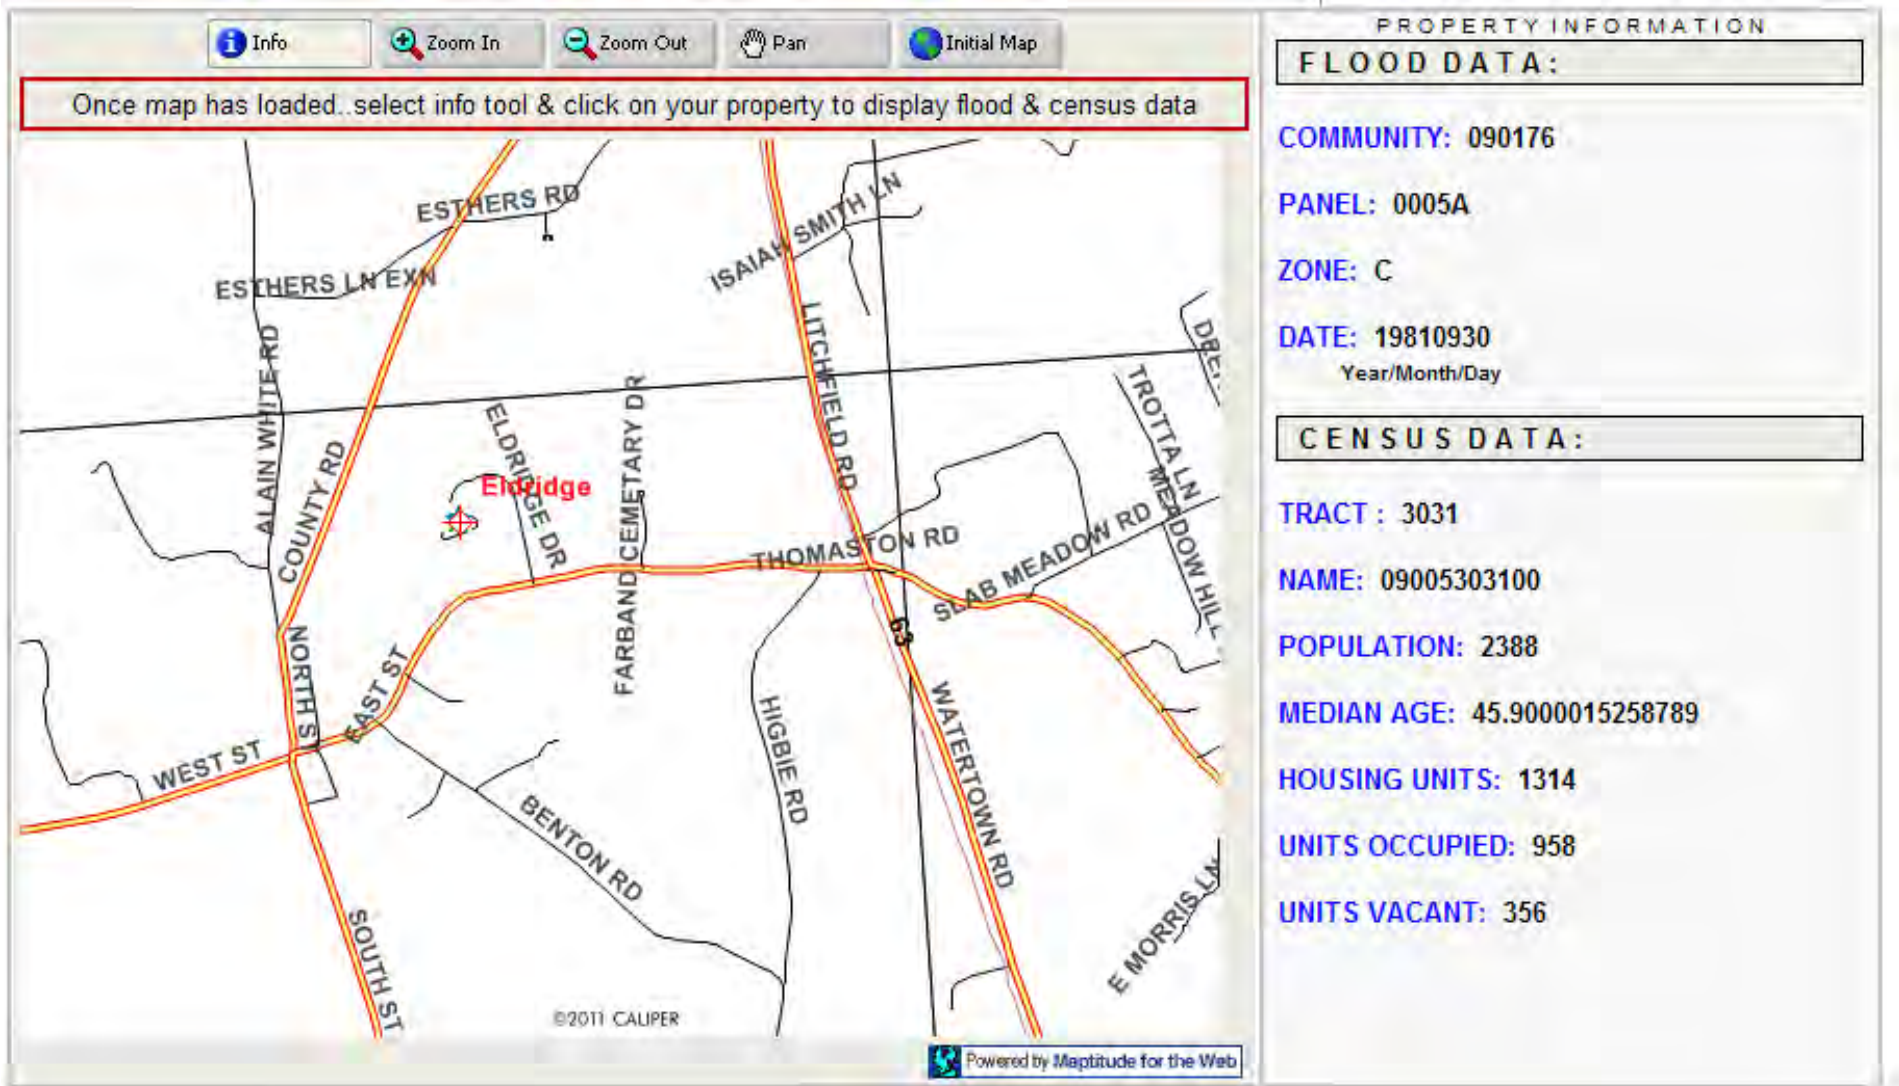 Info
Zoom In
Zoom Out
Pan
Initial Map
Once map has loaded..select info tool & click on your property to display flood & census data
ESTHERS RD
ISAIAH SMITH LN
ESTHERS LN EXN
ALAIN WHITE RD
COUNTY RD
LITCHFIELD RD
ELDRIDGE DR
Eldridge
FARBAND CEMETARY DR
TROTTA LN
MEADOW HILL
THOMASTON RD
SLAB MEADOW RD
63
NORTH ST
EAST ST
WEST ST
HIGBIE RD
WATERTOWN RD
BENTON RD
SOUTH ST
E MORRIS LN
©2011 CALIPER
Powered by Maptitude for the Web
PROPERTY INFORMATION
FLOOD DATA:
COMMUNITY: 090176
PANEL: 0005A
ZONE: C
DATE: 19810930
Year/Month/Day
CENSUS DATA:
TRACT : 3031
NAME: 09005303100
POPULATION: 2388
MEDIAN AGE: 45.9000015258789
HOUSING UNITS: 1314
UNITS OCCUPIED: 958
UNITS VACANT: 356